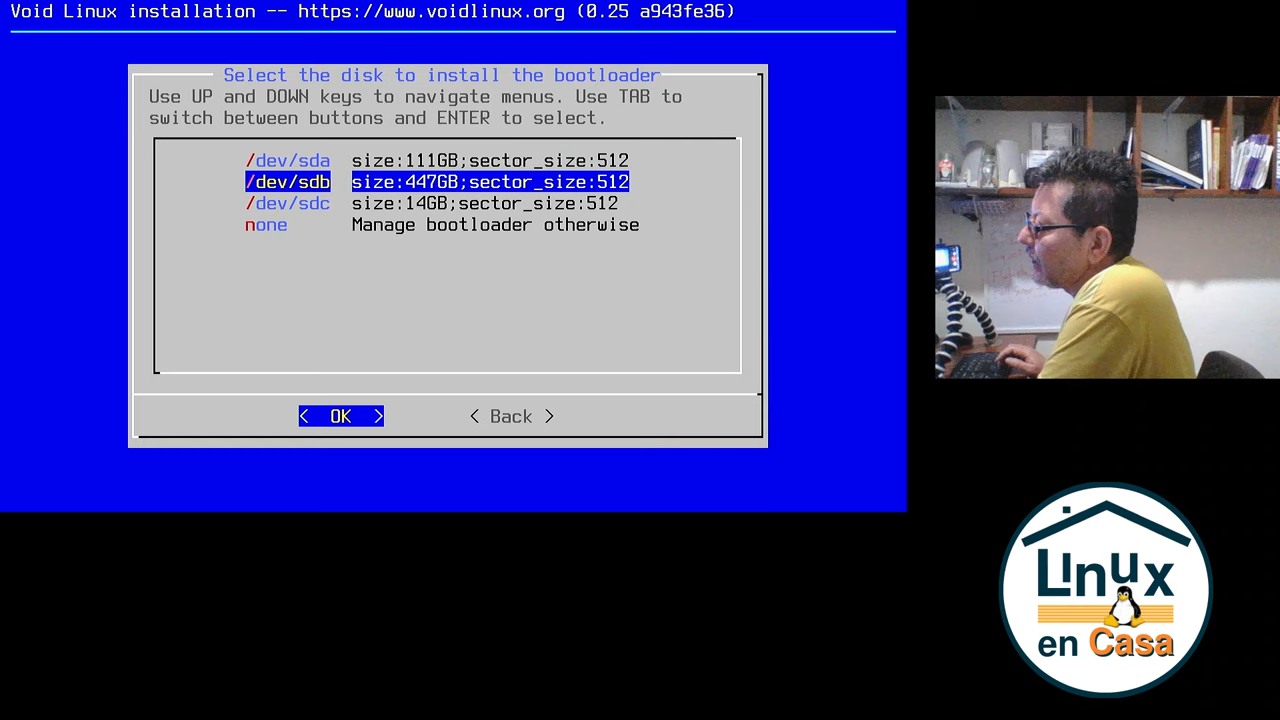 Void Linux installation -- https://www.voidlinux.org (0.25 a943fe36)
Select the disk to install the bootloader
Use UP and DOWN keys to navigate menus. Use TAB to
switch between buttons and ENTER to select.
/dev/sda size:111GB;sector_size:512
/dev/sdb size:447GB;sector_size:512
/dev/sdc size:14GB;sector_size:512
none Manage bootloader otherwise
< OK > < Back >
Linux
en Casa